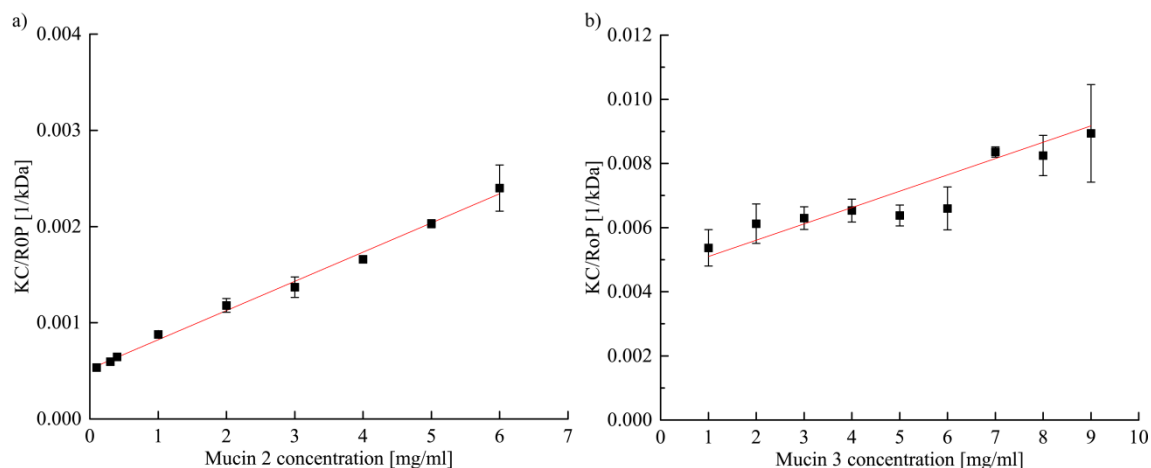 a)
0.004
0.003
0.002
0.001
0.000
KC/R0P [1/kDa]
0 1 2 3 4 5 6 7
Mucin 2 concentration [mg/ml]
b)
0.012
0.010
0.008
0.006
0.004
0.002
0.000
KC/RoP [1/kDa]
0 1 2 3 4 5 6 7 8 9 10
Mucin 3 concentration [mg/ml]